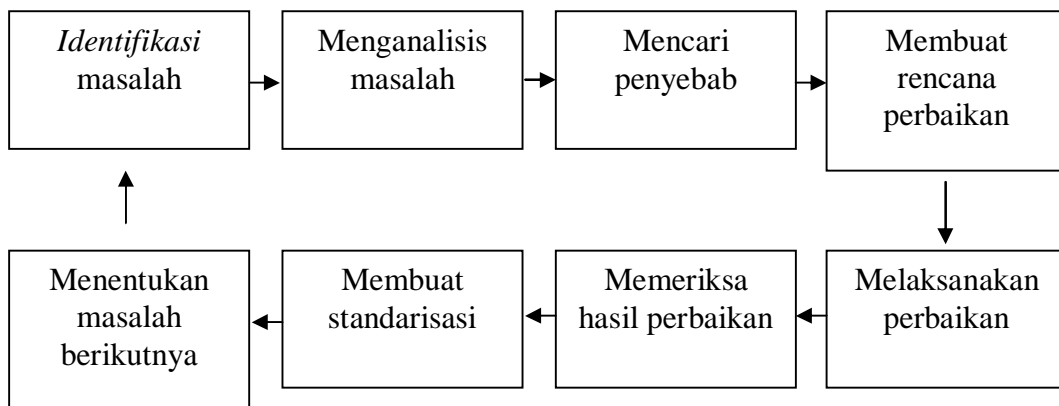 Identifikasi
masalah
Menganalisis
masalah
Mencari
penyebab
Membuat
rencana
perbaikan
Melaksanakan
perbaikan
Memeriksa
hasil perbaikan
Membuat
standarisasi
Menentukan
masalah
berikutnya